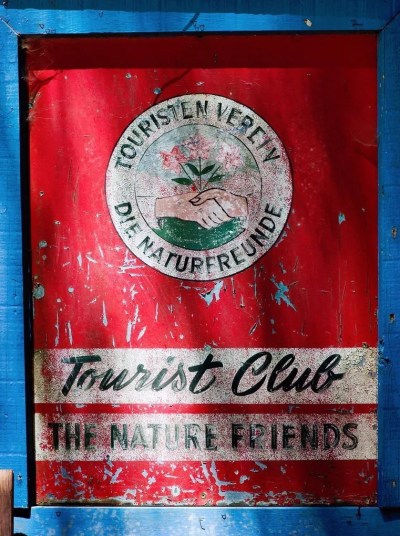 TOURISTEN VEREIN
DIE NATURFREUNDE
Tourist Club
THE NATURE FRIENDS